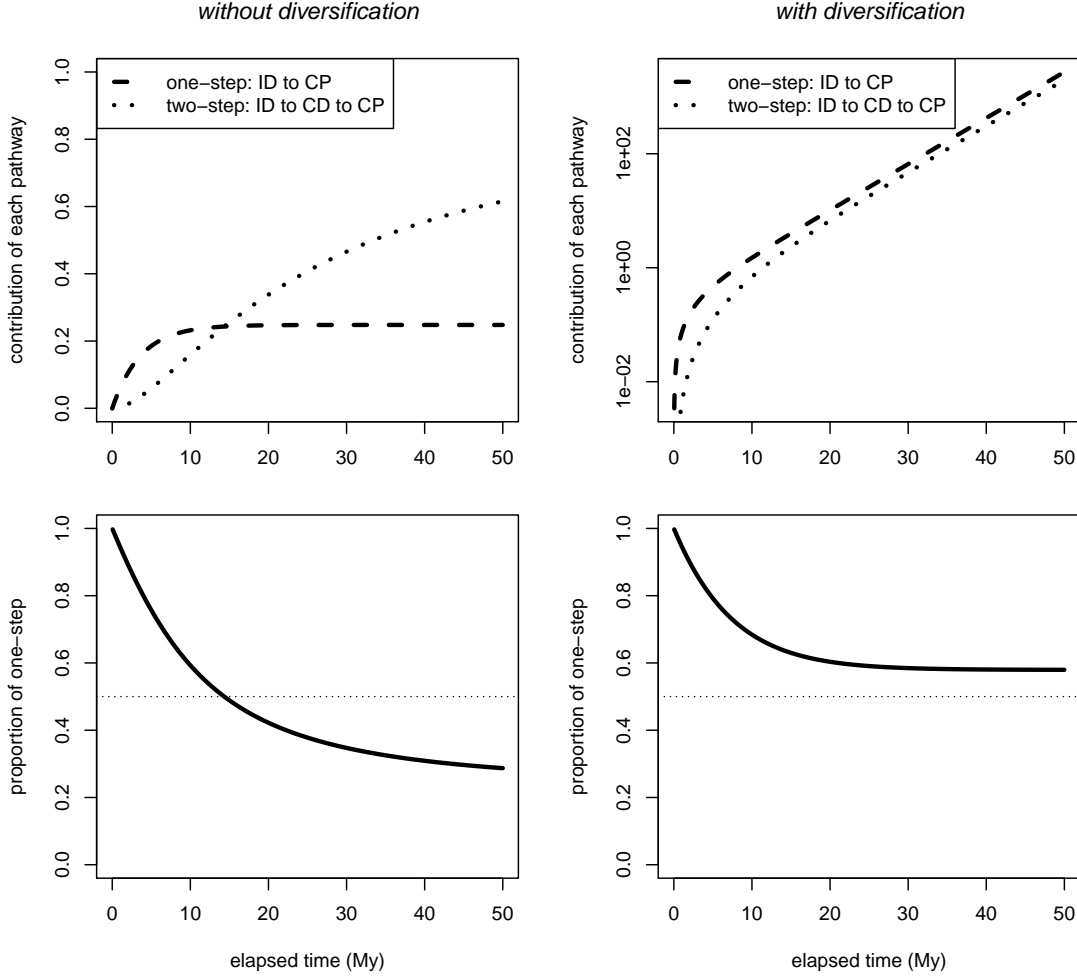 without diversification
with diversification
contribution of each pathway
0.0 0.2 0.4 0.6 0.8 1.0
one−step: ID to CP
two−step: ID to CD to CP
0 10 20 30 40 50
contribution of each pathway
1e−02 1e+00 1e+02
one−step: ID to CP
two−step: ID to CD to CP
0 10 20 30 40 50
proportion of one−step
0.0 0.2 0.4 0.6 0.8 1.0
0 10 20 30 40 50
elapsed time (My)
proportion of one−step
0.0 0.2 0.4 0.6 0.8 1.0
0 10 20 30 40 50
elapsed time (My)